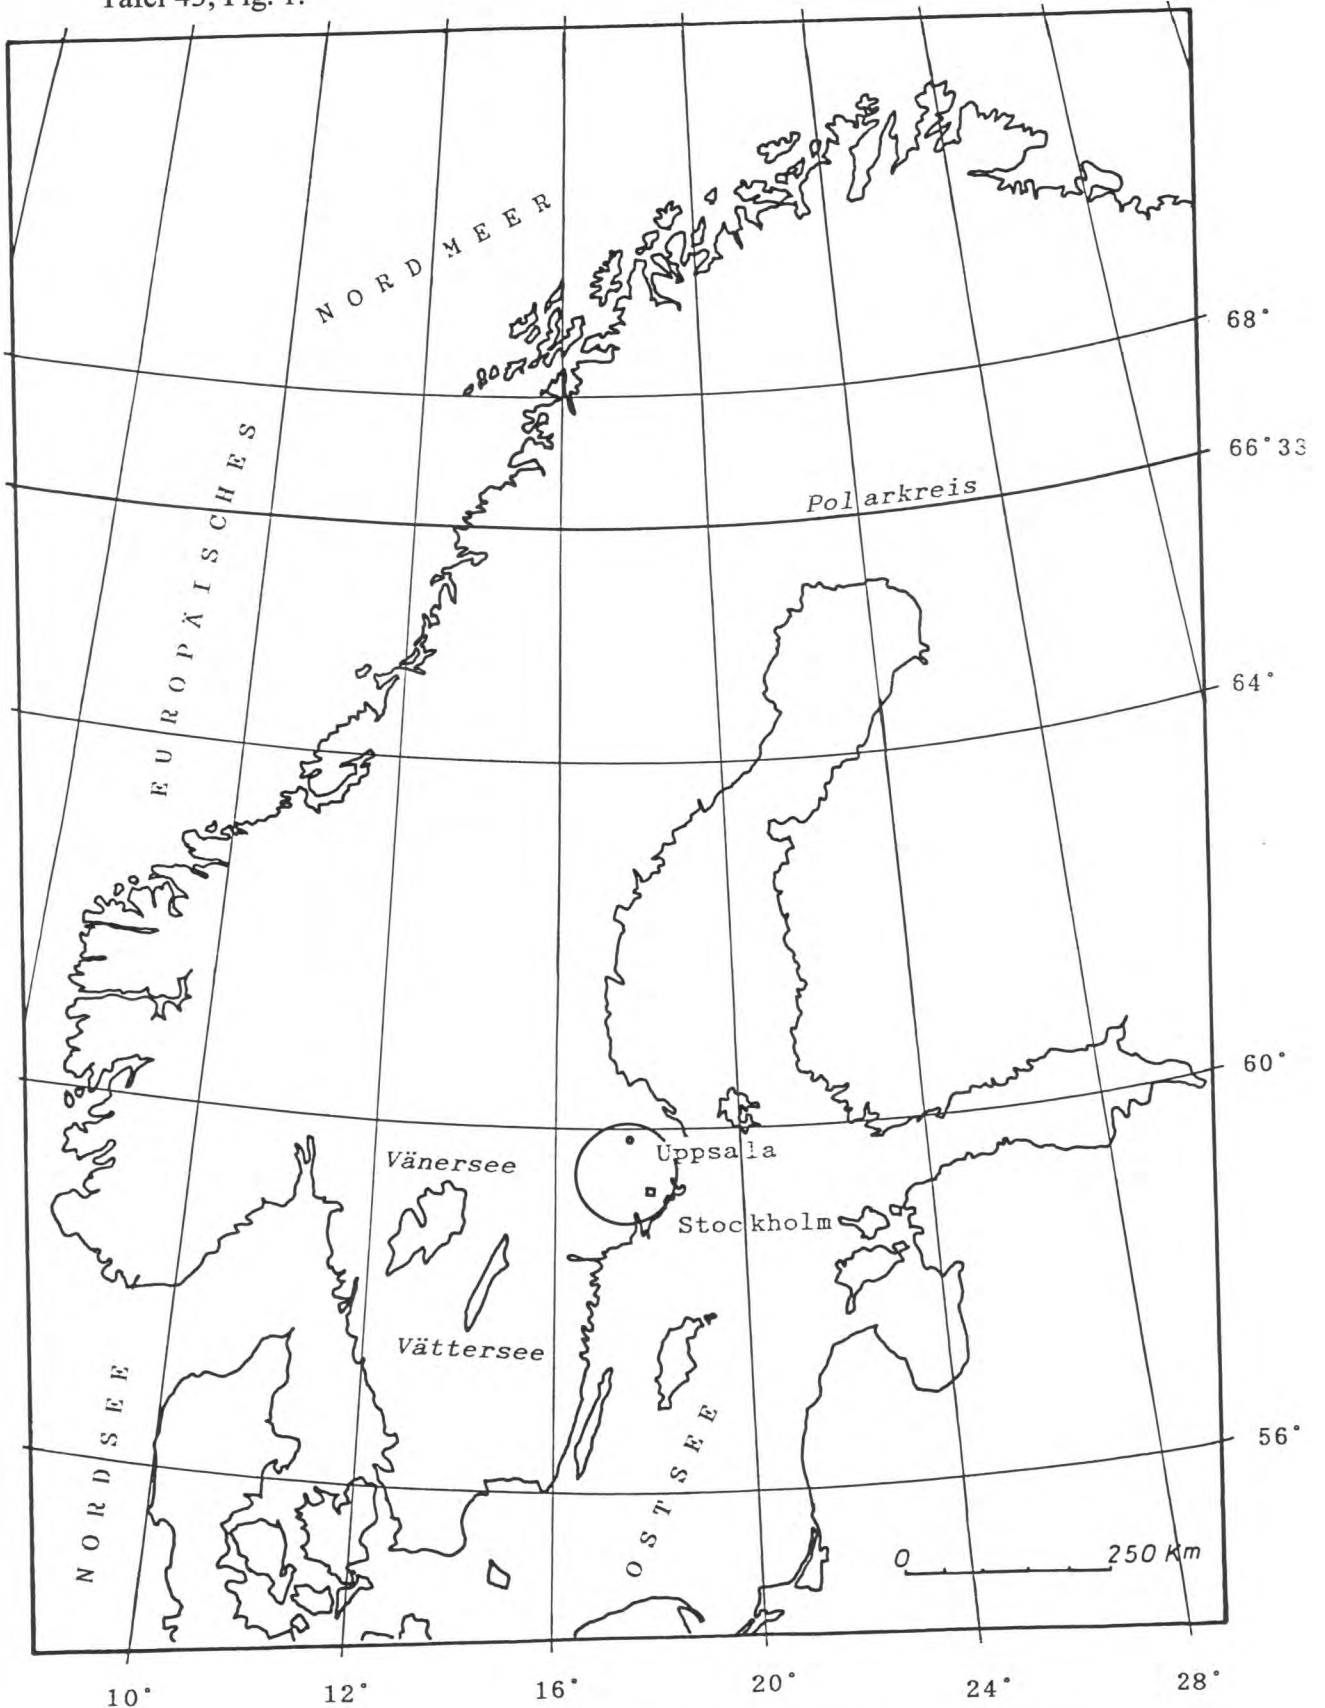 Tafel 43, Fig. 1.
NORDMEER
68°
EUROPÄISCHES
66°33
Polarkreis
64°
60°
Vänersee
Uppsala
Stockholm
Vättersee
NORDSEE
OSTSEE
56°
0 250 Km
10° 12° 16° 20° 24° 28°